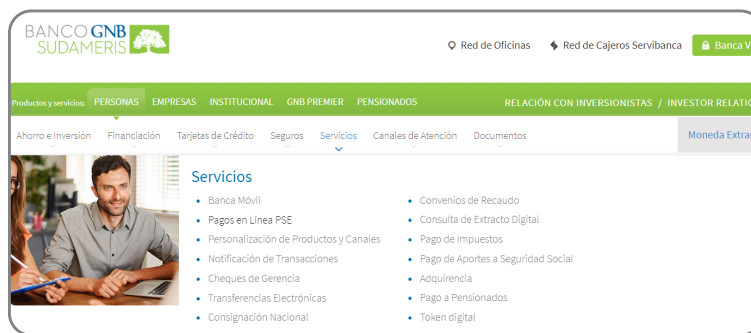 BANCO GNB
SUDAMERIS
Red de Oficinas Red de Cajeros Servibanca Banca V
Productos y servicios: PERSONAS EMPRESAS INSTITUCIONAL GNB PREMIER PENSIONADOS RELACIÓN CON INVERSIONISTAS / INVESTOR RELATIO
Ahorro e Inversión Financiación Tarjetas de Crédito Seguros Servicios Canales de Atención Documentos Moneda Extran
Servicios
Banca Móvil
Pagos en Línea PSE
Personalización de Productos y Canales
Notificación de Transacciones
Cheques de Gerencia
Transferencias Electrónicas
Consignación Nacional
Convenios de Recaudo
Consulta de Extracto Digital
Pago de Impuestos
Pago de Aportes a Seguridad Social
Adquirencia
Pago a Pensionados
Token digital